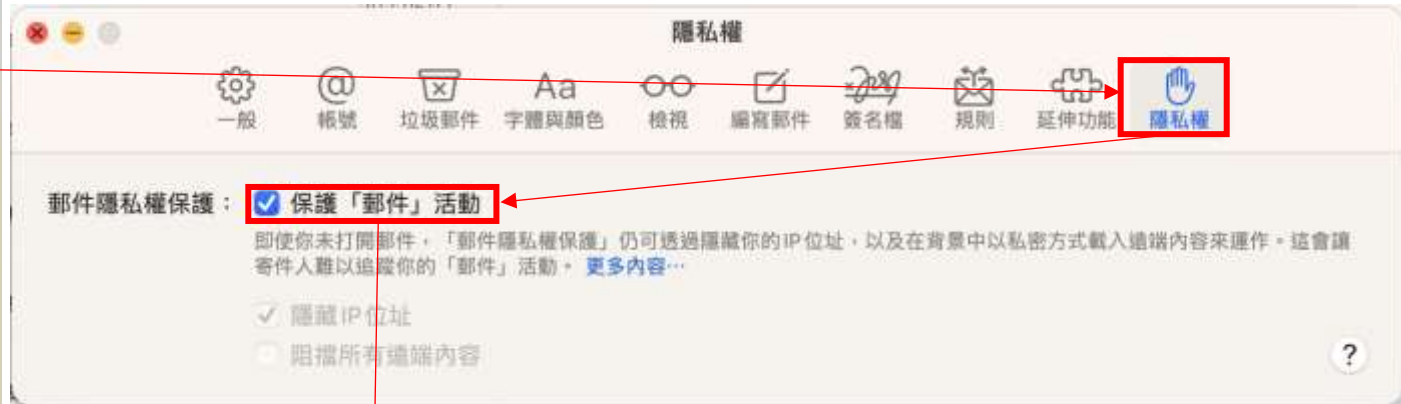 隱私權
一般
帳號
垃圾郵件
字體與顏色
檢視
編寫郵件
簽名檔
規則
延伸功能
隱私權
郵件隱私權保護：
保護「郵件」活動
即使你未打開郵件，「郵件隱私權保護」仍可透過隱藏你的IP位址，以及在背景中以私密方式載入遠端內容來運作。這會讓
寄件人難以追蹤你的「郵件」活動。 更多內容⋯
隱藏IP位址
阻擋所有遠端內容
?